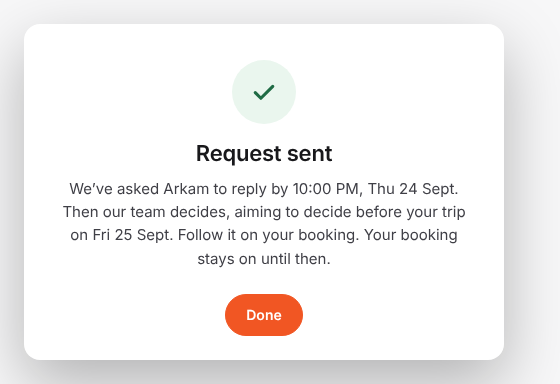 Request sent
We’ve asked Arkam to reply by 10:00 PM, Thu 24 Sept.
Then our team decides, aiming to decide before your trip
on Fri 25 Sept. Follow it on your booking. Your booking
stays on until then.
Done